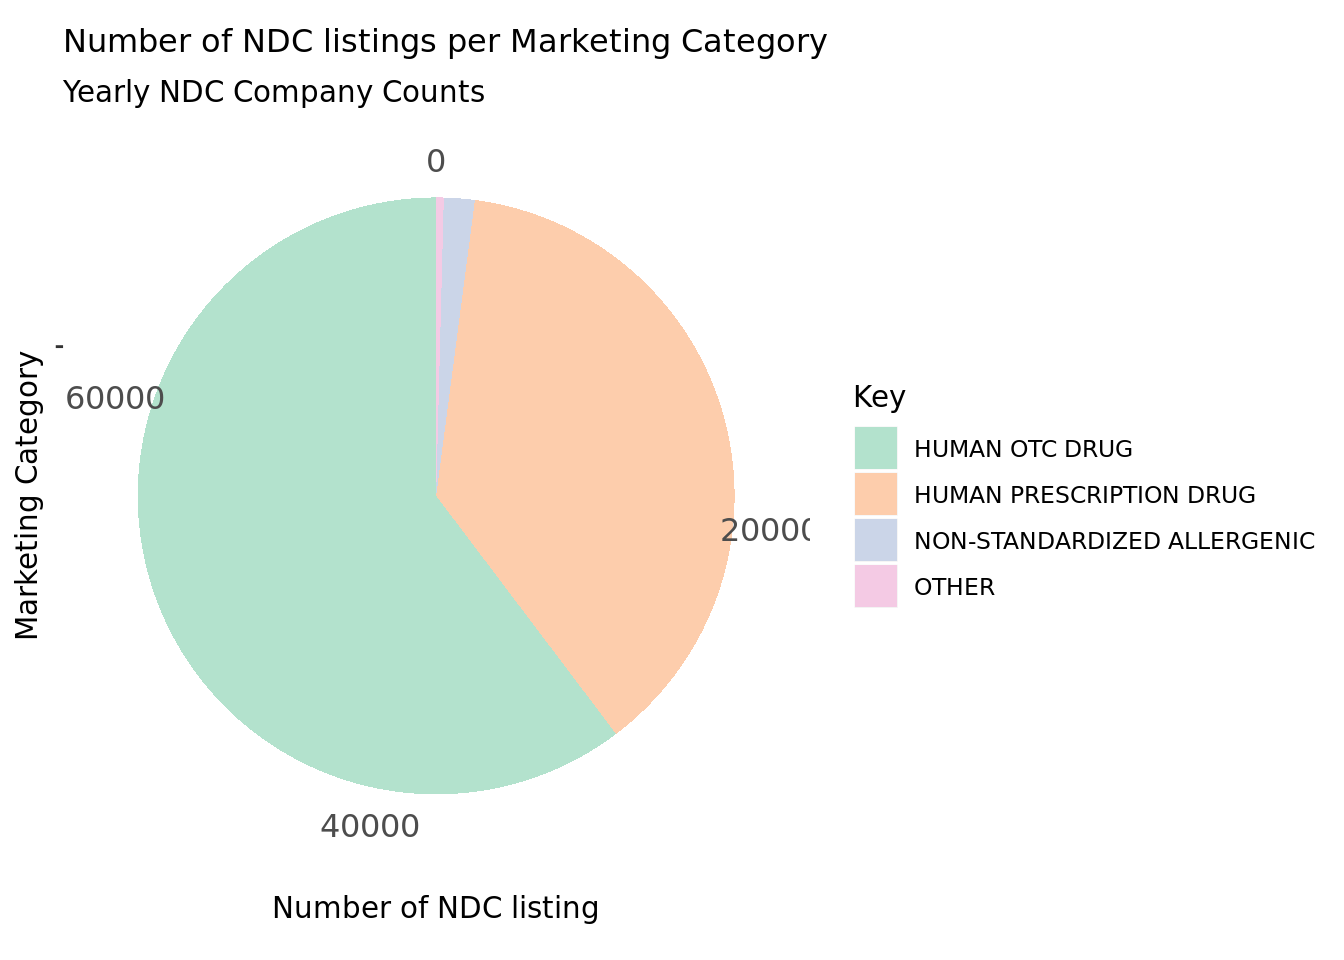 Number of NDC listings per Marketing Category
Yearly NDC Company Counts
0
-
60000
20000
40000
Marketing Category
Number of NDC listing
Key
HUMAN OTC DRUG
HUMAN PRESCRIPTION DRUG
NON-STANDARDIZED ALLERGENIC
OTHER